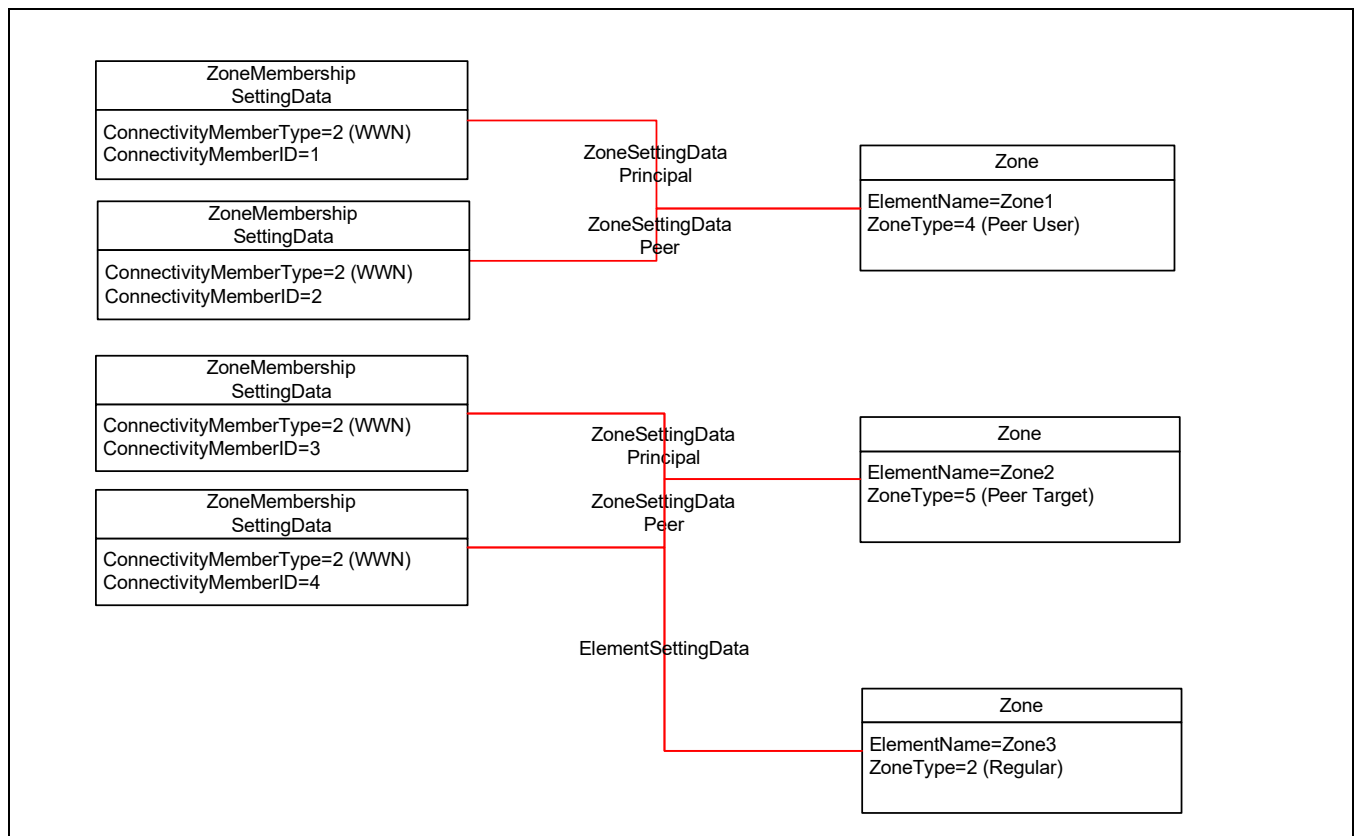 ZoneMembership
SettingData
ConnectivityMemberType=2 (WWN)
ConnectivityMemberID=1
ZoneSettingData
Principal
Zone
ElementName=Zone1
ZoneType=4 (Peer User)
ZoneMembership
SettingData
ConnectivityMemberType=2 (WWN)
ConnectivityMemberID=2
ZoneSettingData
Peer
ZoneMembership
SettingData
ConnectivityMemberType=2 (WWN)
ConnectivityMemberID=3
ZoneSettingData
Principal
Zone
ElementName=Zone2
ZoneType=5 (Peer Target)
ZoneMembership
SettingData
ConnectivityMemberType=2 (WWN)
ConnectivityMemberID=4
ZoneSettingData
Peer
ElementSettingData
Zone
ElementName=Zone3
ZoneType=2 (Regular)